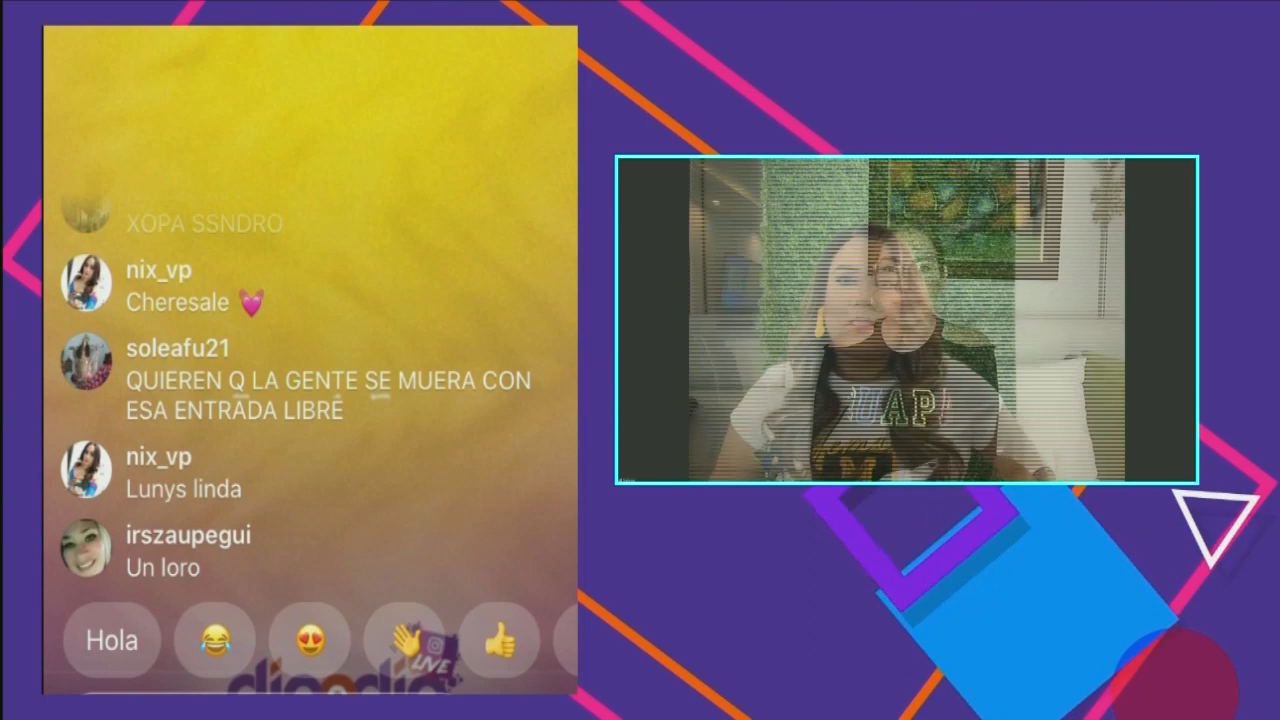 XOPA SSNDRO
nix_vp
Cheresale
soleafu21
QUIEREN Q LA GENTE SE MUERA CON
ESA ENTRADA LIBRE
nix_vp
Lunys linda
irszaupegui
Un loro
Hola
LIVE
UAP